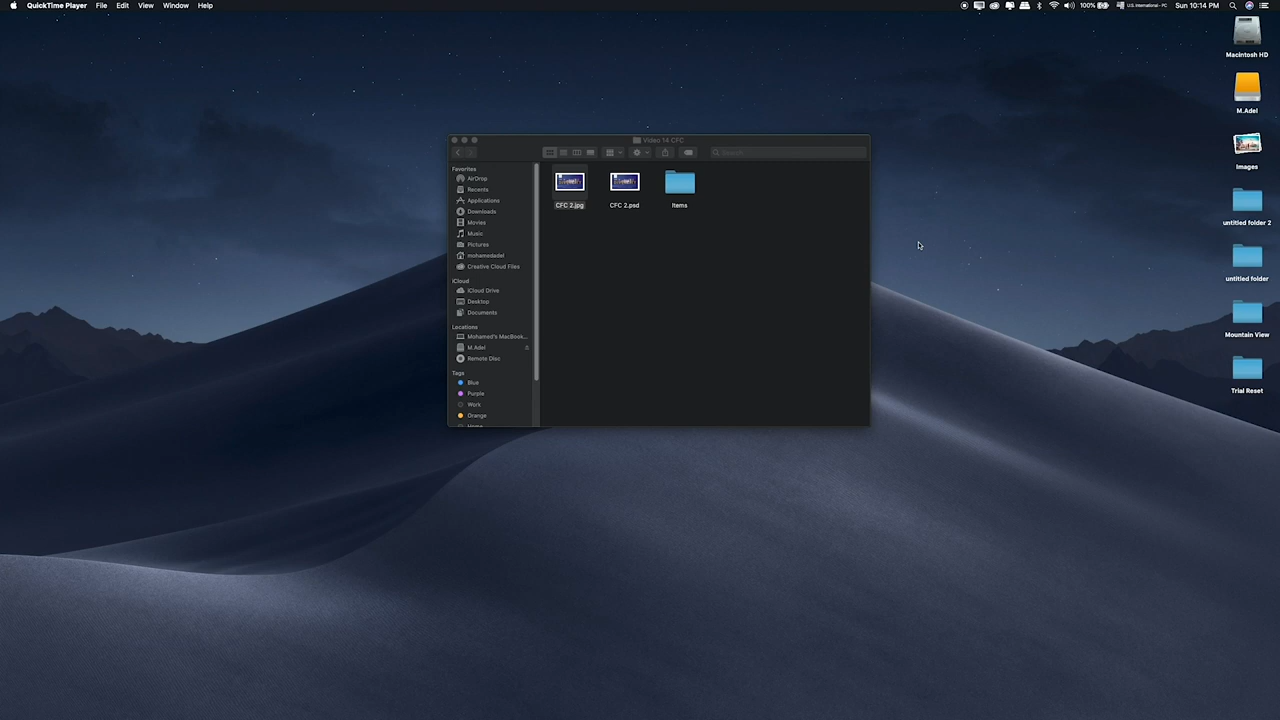 QuickTime Player File Edit View Window Help
100% U.S. International - PC Sun 10:14 PM
Macintosh HD
M.Adel
Images
untitled folder 2
untitled folder
Mountain View
Trial Reset
Video 14 CFC
Search
Favorites
AirDrop
Recents
Applications
Downloads
Movies
Music
Pictures
mohamedadel
Creative Cloud Files
iCloud
iCloud Drive
Desktop
Documents
Locations
Mohamed's MacBook...
M.Adel
Remote Disc
Tags
Blue
Purple
Work
Orange
CFC 2.jpg
CFC 2.psd
Items